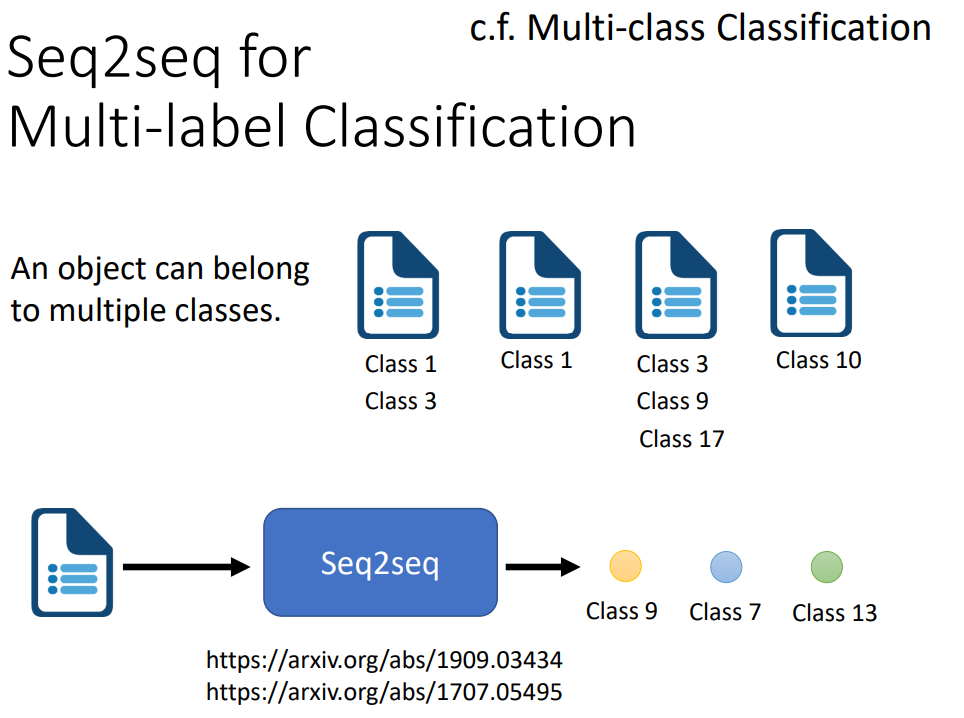 c.f. Multi-class Classification
Seq2seq for
Multi-label Classification
An object can belong
to multiple classes.
Class 1
Class 3
Class 1
Class 3
Class 9
Class 17
Class 10
Seq2seq
Class 9
Class 7
Class 13
https://arxiv.org/abs/1909.03434
https://arxiv.org/abs/1707.05495